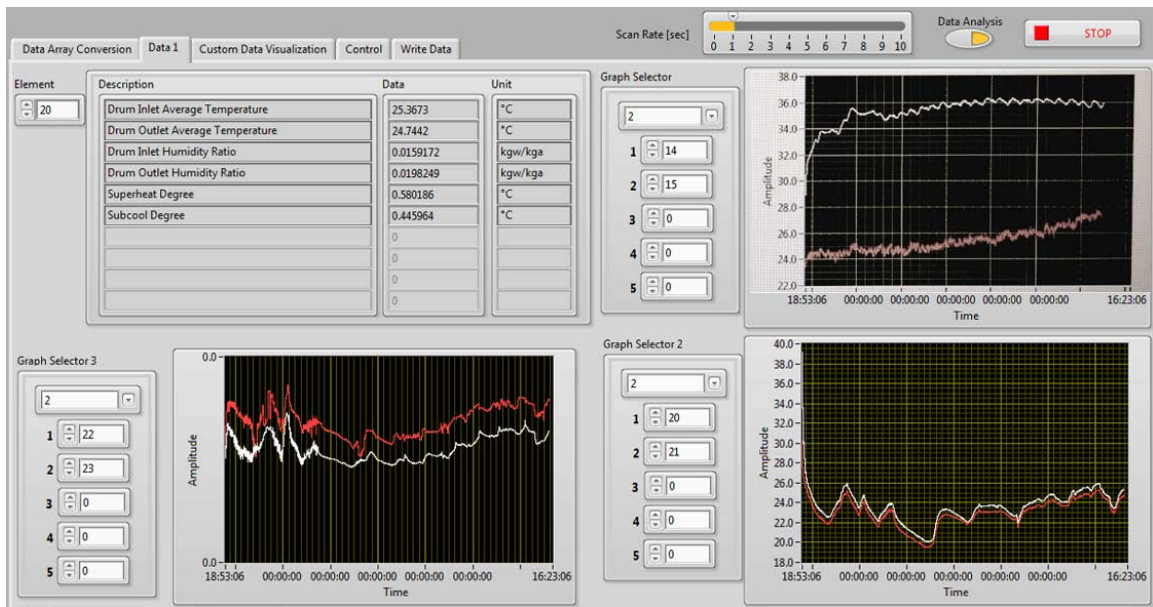 Data Array Conversion Data 1 Custom Data Visualization Control Write Data
Scan Rate [sec]
0 1 2 3 4 5 6 7 8 9 10
Data Analysis
STOP
Element
20
Description Data Unit
Drum Inlet Average Temperature 25.3673 °C
Drum Outlet Average Temperature 24.7442 °C
Drum Inlet Humidity Ratio 0.0159172 kgw/kga
Drum Outlet Humidity Ratio 0.0198249 kgw/kga
Superheat Degree 0.580186 °C
Subcool Degree 0.445964 °C
0
0
0
0
Graph Selector
2
1 14
2 15
3 0
4 0
5 0
Amplitude
38.0
36.0
34.0
32.0
30.0
28.0
26.0
24.0
22.0
18:53:06 00:00:00 00:00:00 00:00:00 00:00:00 00:00:00 16:23:06
Time
Graph Selector 3
2
1 22
2 23
3 0
4 0
5 0
Amplitude
0.0
0.0
18:53:06 00:00:00 00:00:00 00:00:00 00:00:00 00:00:00 16:23:06
Time
Graph Selector 2
2
1 20
2 21
3 0
4 0
5 0
Amplitude
40.0
38.0
36.0
34.0
32.0
30.0
28.0
26.0
24.0
22.0
20.0
18.0
18:53:06 00:00:00 00:00:00 00:00:00 00:00:00 00:00:00 16:23:06
Time